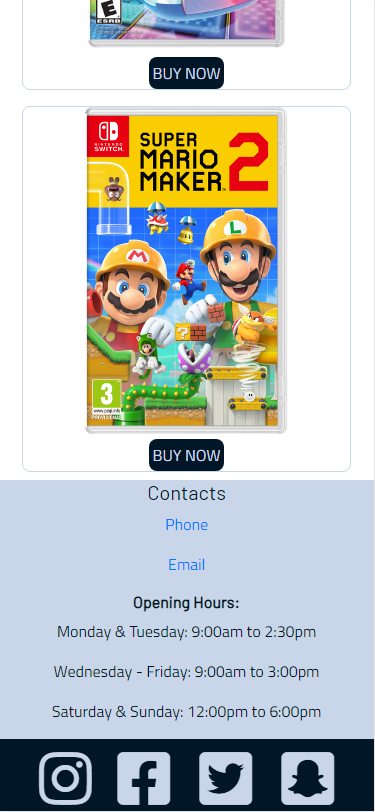 E
ESRB
BUY NOW
NINTENDO
SWITCH
SUPER
MARIO
MAKER 2
™
M
L
?
3
www.pegi.info
BUY NOW
Contacts
Phone
Email
Opening Hours:
Monday & Tuesday: 9:00am to 2:30pm
Wednesday - Friday: 9:00am to 3:00pm
Saturday & Sunday: 12:00pm to 6:00pm